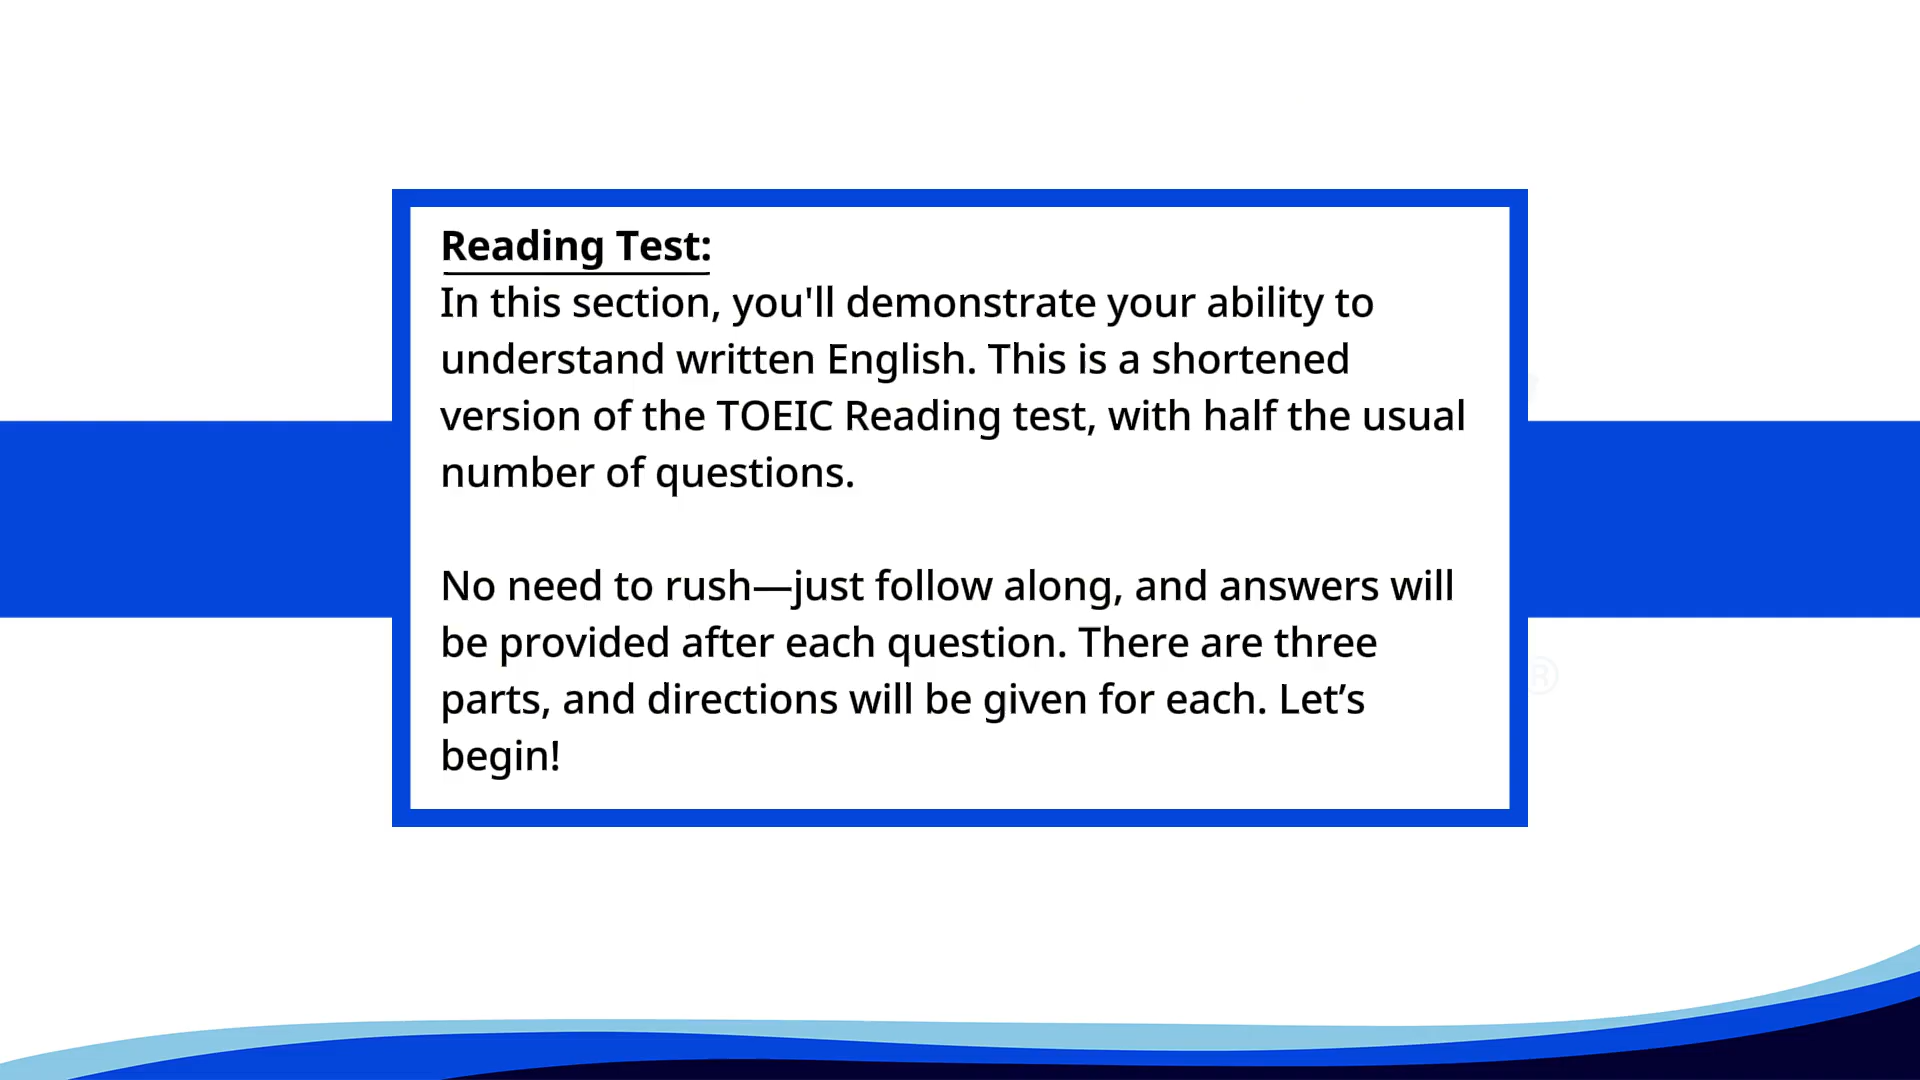 Reading Test:
In this section, you'll demonstrate your ability to
understand written English. This is a shortened
version of the TOEIC Reading test, with half the usual
number of questions.
No need to rush—just follow along, and answers will
be provided after each question. There are three
parts, and directions will be given for each. Let’s
begin!
®